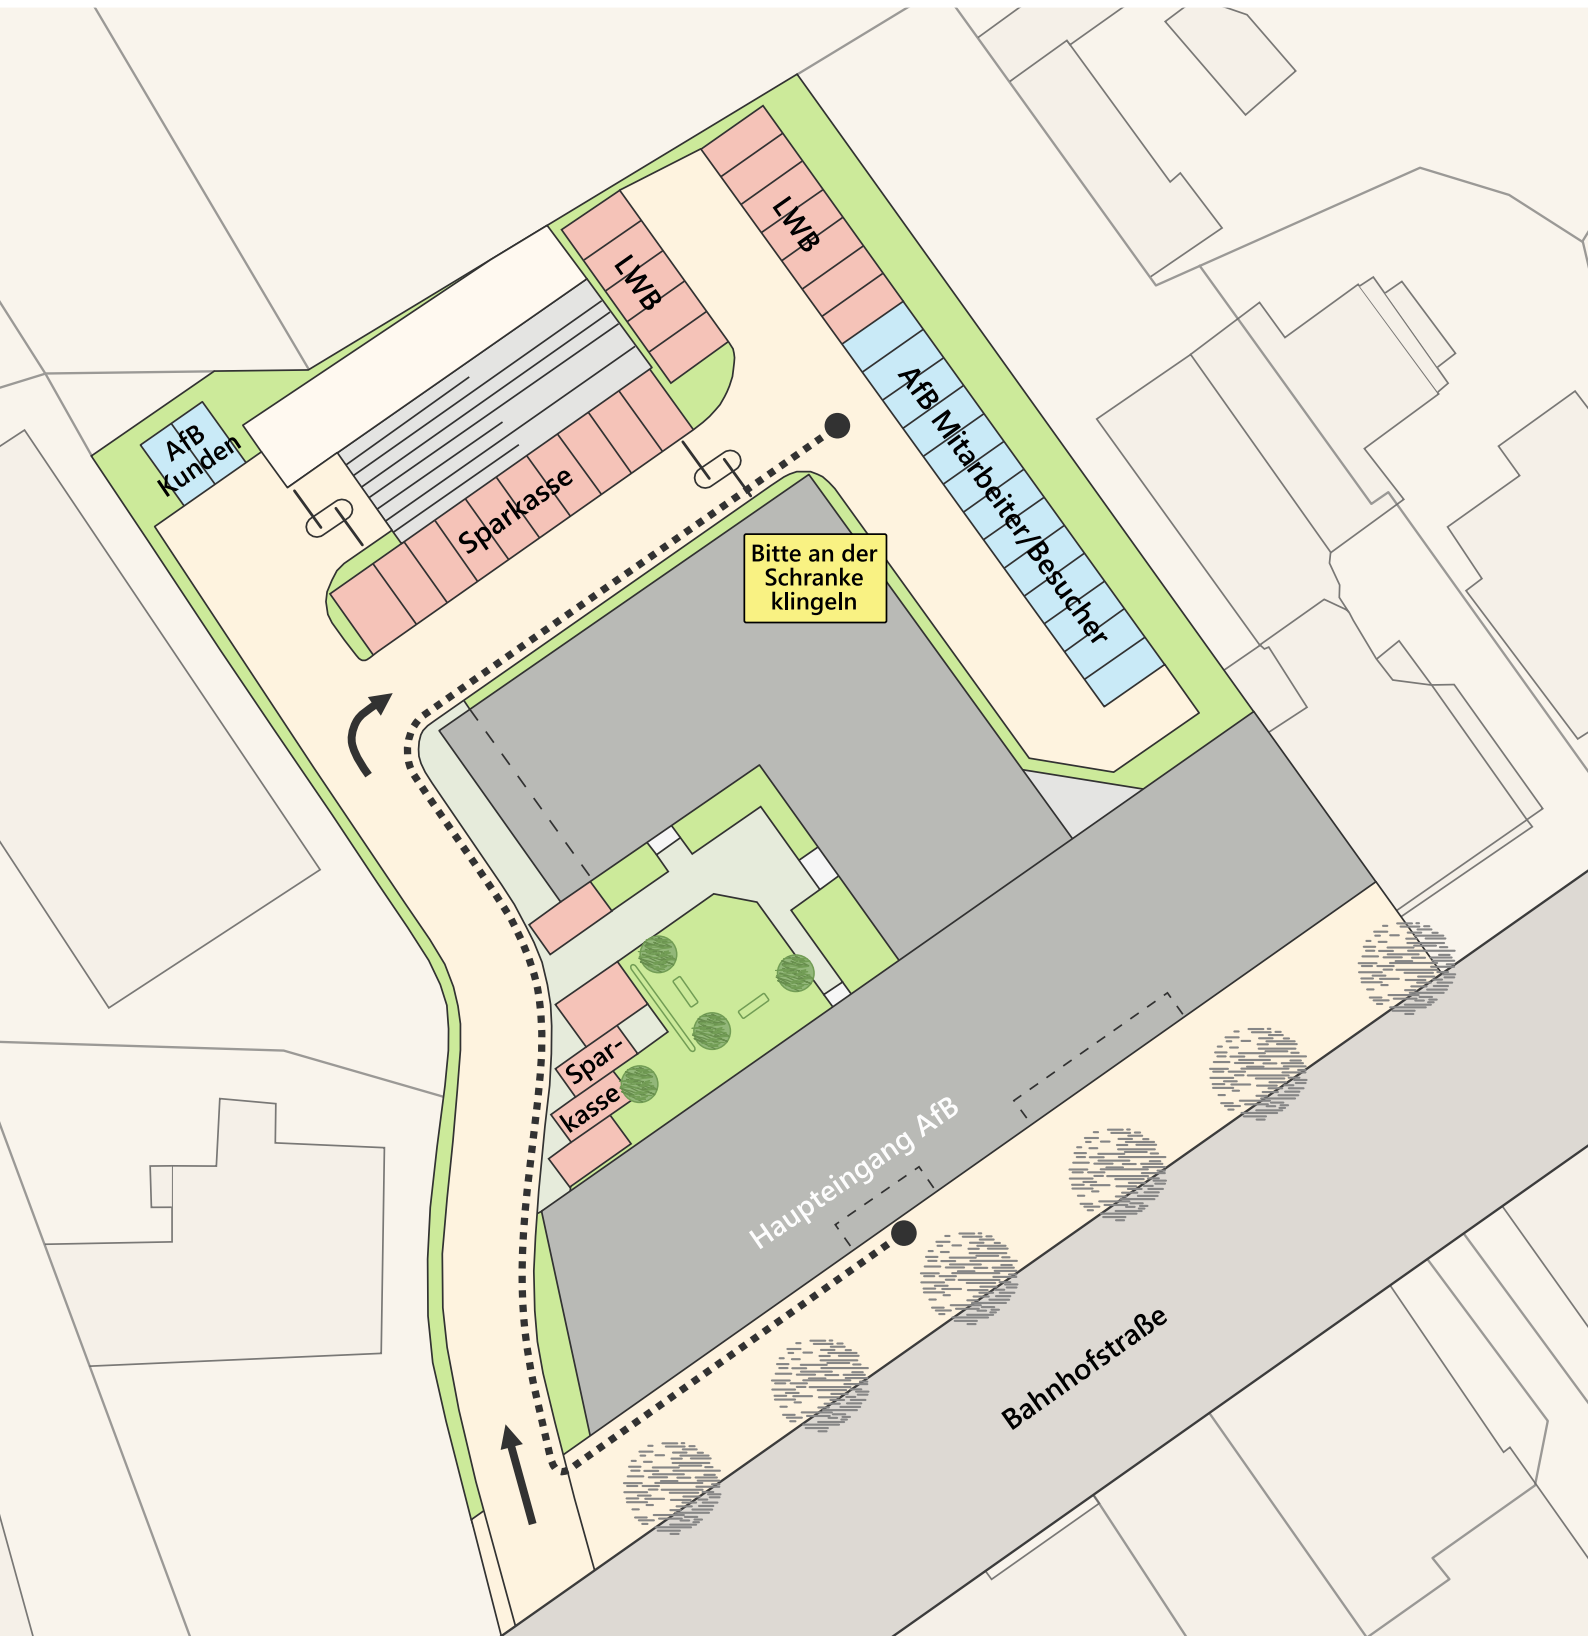 LWB
LWB
AfB
Kunden
Sparkasse
AfB Mitarbeiter/Besucher
Bitte an der
Schranke
klingeln
Spar-
kasse
Haupteingang AfB
Bahnhofstraße